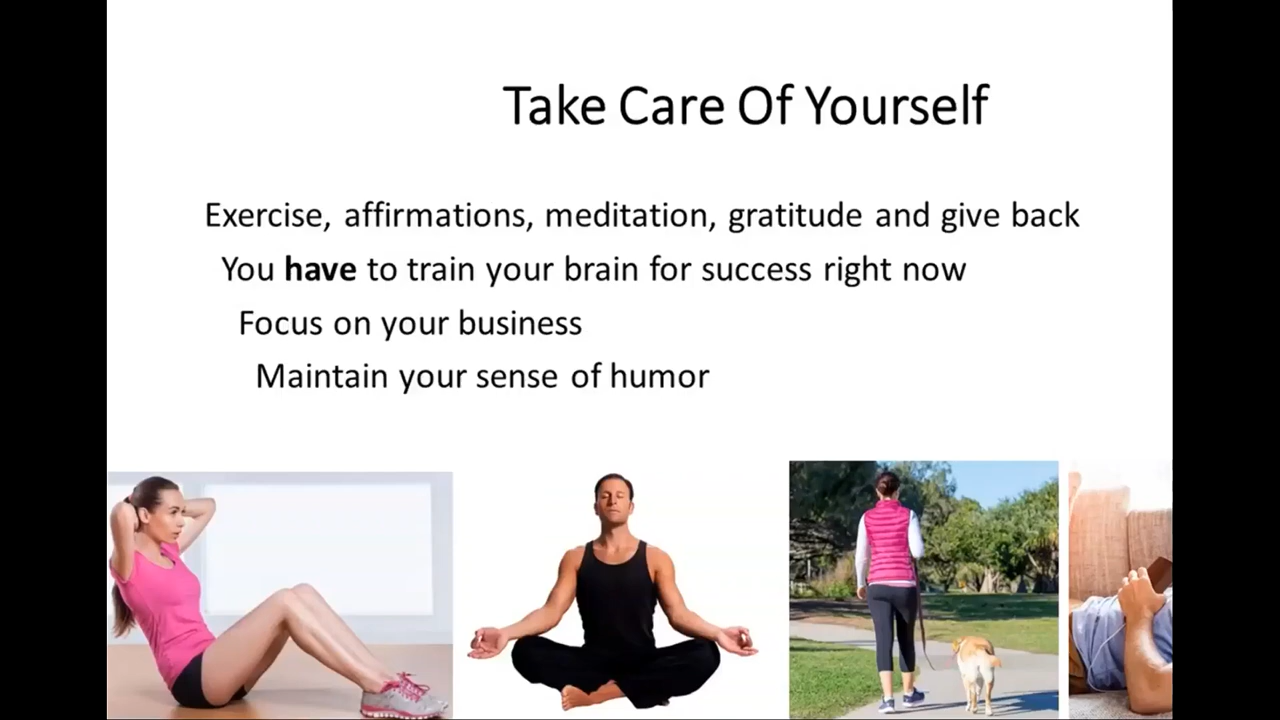 Take Care Of Yourself
Exercise, affirmations, meditation, gratitude and give back
You have to train your brain for success right now
Focus on your business
Maintain your sense of humor